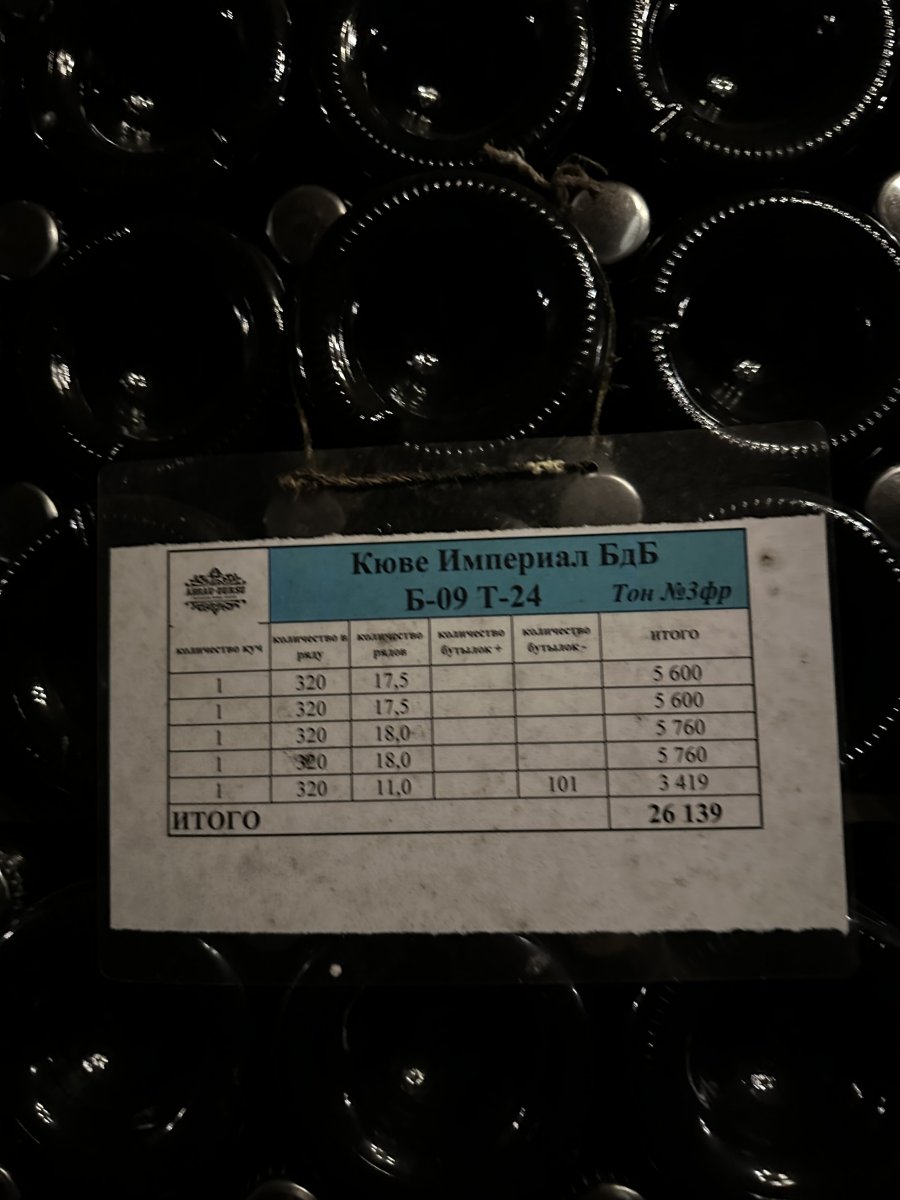 Кюве Империал БдБ
Б-09 Т-24 Тон №3фр
ABRAU-DURSO
количество куч количество в ряду количество рядов количество бутылок + количество бутылок - ИТОГО
1 320 17,5 5 600
1 320 17,5 5 600
1 320 18,0 5 760
1 320 18,0 5 760
1 320 11,0 101 3 419
ИТОГО 26 139